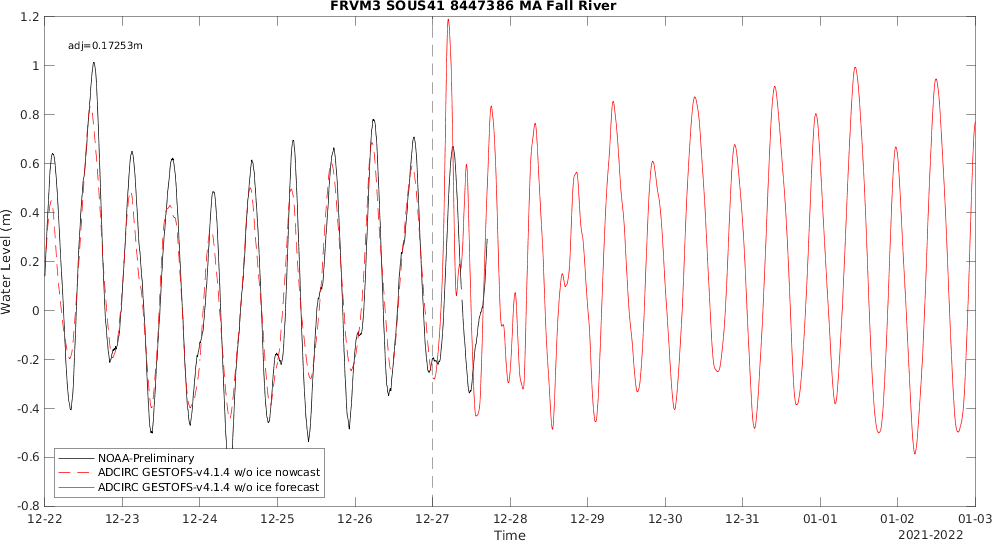 FRVM3 SOUS41 8447386 MA Fall River
adj=0.17253m
Water Level (m)
1.2
1
0.8
0.6
0.4
0.2
0
-0.2
-0.4
-0.6
-0.8
NOAA-Preliminary
ADCIRC GESTOFS-v4.1.4 w/o ice nowcast
ADCIRC GESTOFS-v4.1.4 w/o ice forecast
12-22 12-23 12-24 12-25 12-26 12-27 12-28 12-29 12-30 12-31 01-01 01-02 01-03
Time
2021-2022